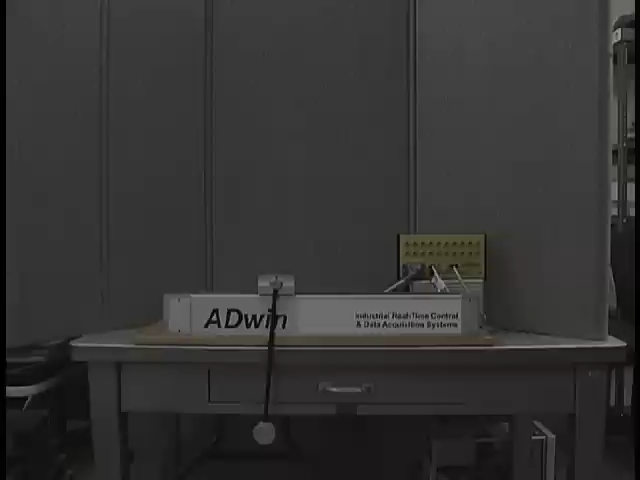 ADwin
Industrial Real-Time Control
& Data Acquisition Systems